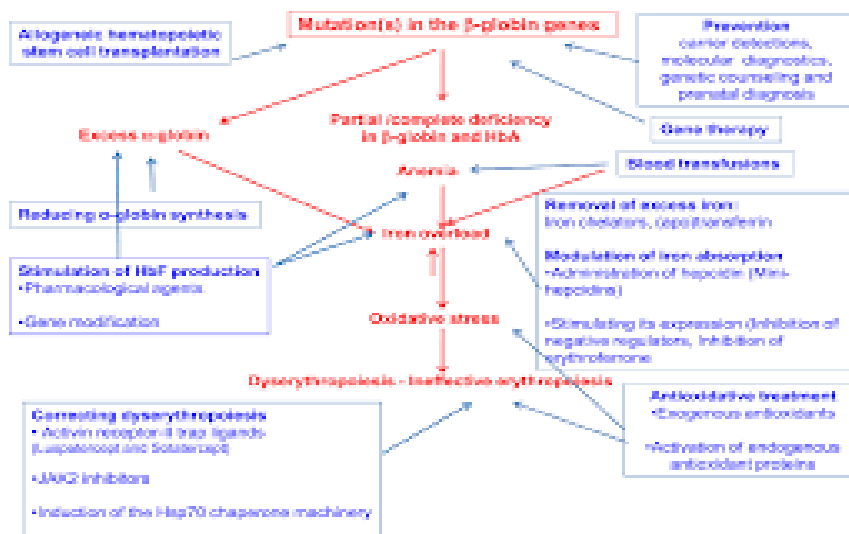 Allogeneic hematopoietic
stem cell transplantation
Mutation(s) in the β-globin genes
Prevention
carrier detections,
molecular diagnostics,
genetic counseling and
prenatal diagnosis
Excess α-globin
Partial /complete deficiency
in β-globin and HbA
Gene therapy
Anemia
Blood transfusions
Reducing α-globin synthesis
Removal of excess iron:
Iron chelators, (apo)transferrin
Iron overload
Stimulation of HbF production
•Pharmacological agents
•Gene modification
Modulation of iron absorption
•Administration of hepcidin (Mini-
hepcidins)
Oxidative stress
•Stimulating its expression (Inhibition of
negative regulators, Inhibition of
erythroferrone
Dyserythropoiesis - Ineffective erythropoiesis
Correcting dyserythropoiesis
• Activin receptor-II trap ligands
(Luspatercept and Sotatercept)
•JAK2 inhibitors
•Induction of the Hsp70 chaperone machinery
Antioxidative treatment
•Exogenous antioxidants
•Activation of endogenous
antioxidant proteins